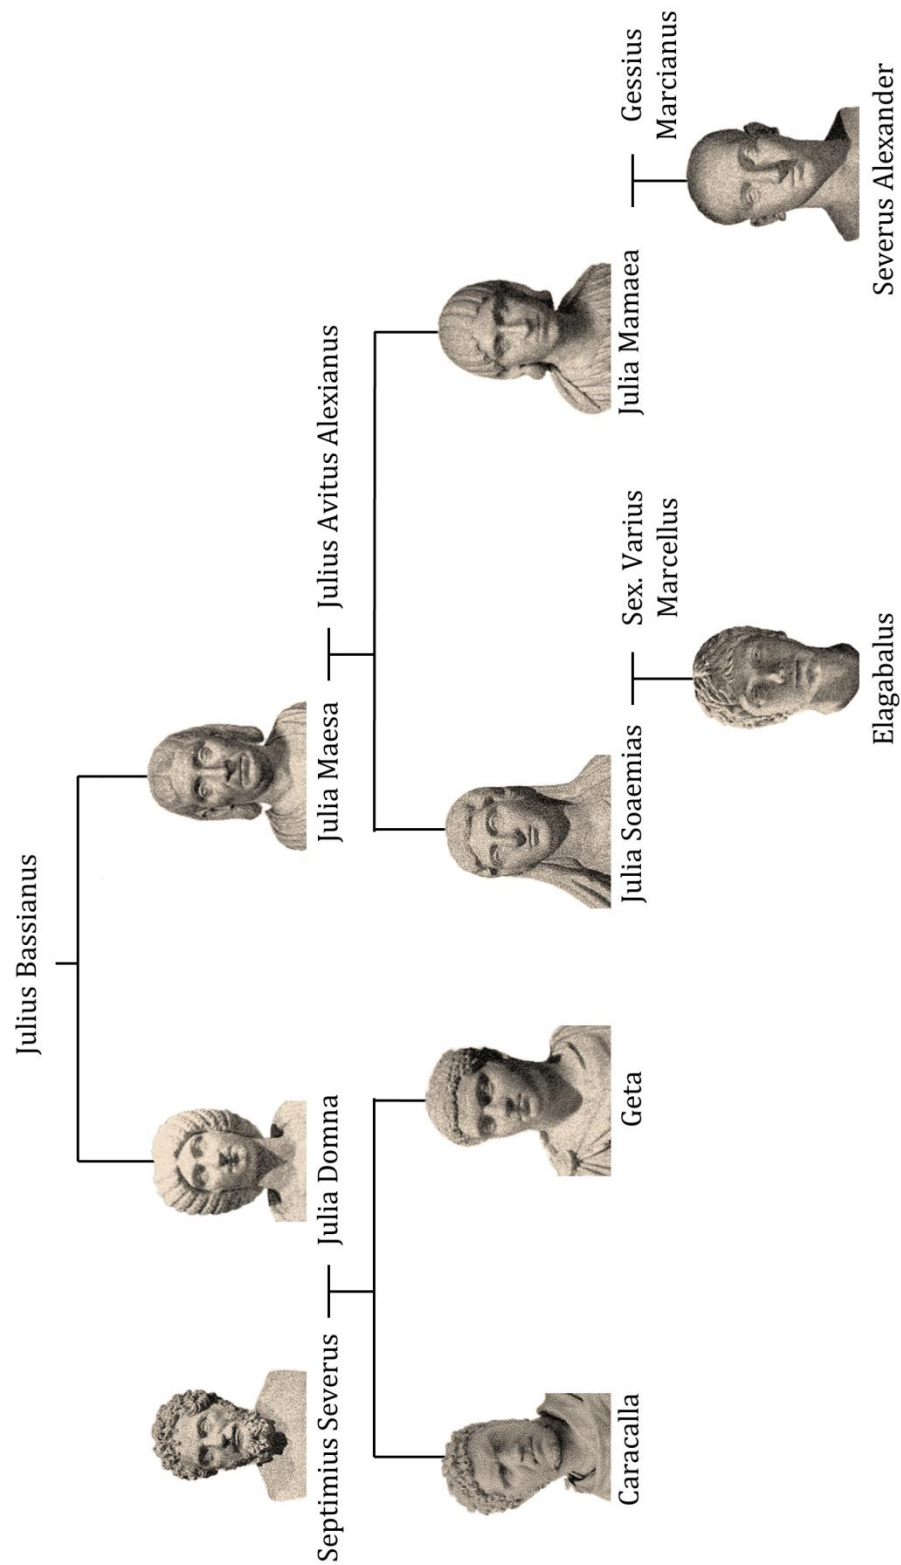 Julius Bassianus
Septimius Severus
Julia Domna
Julia Maesa
Julius Avitus Alexianus
Caracalla
Geta
Julia Soaemias
Sex. Varius
Marcellus
Julia Mamaea
Gessius
Marcianus
Elagabalus
Severus Alexander